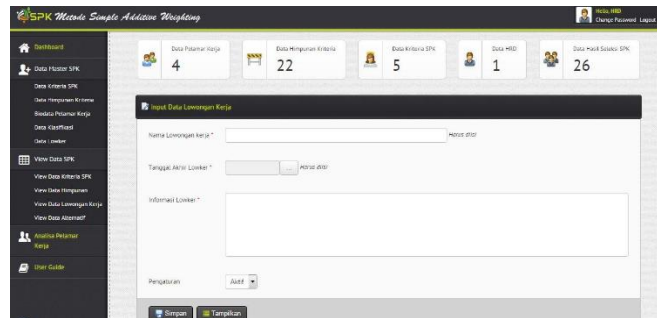 SPK Metode Simple Additive Weighting
Hello, HRD
Change Password Logout
Dashboard
Data Master SPK
Data Kriteria SPK
Data Himpunan Kriteria
Biodata Pelamar Kerja
Data Klasifikasi
Data Lowker
View Data SPK
View Data Kriteria SPK
View Data Himpunan
View Data Lowongan Kerja
View Data Alternatif
Analisa Pelamar
Kerja
User Guide
Data Pelamar Kerja
4
Data Himpunan Kriteria
22
Data Kriteria SPK
5
Data HRD
1
Data Hasil Seleksi SPK
26
Input Data Lowongan Kerja
Nama Lowongan Kerja * Harus diisi
Tanggal Akhir Lowker * ... Harus diisi
Informasi Lowker *
Pengaturan Aktif
Simpan Tampilkan